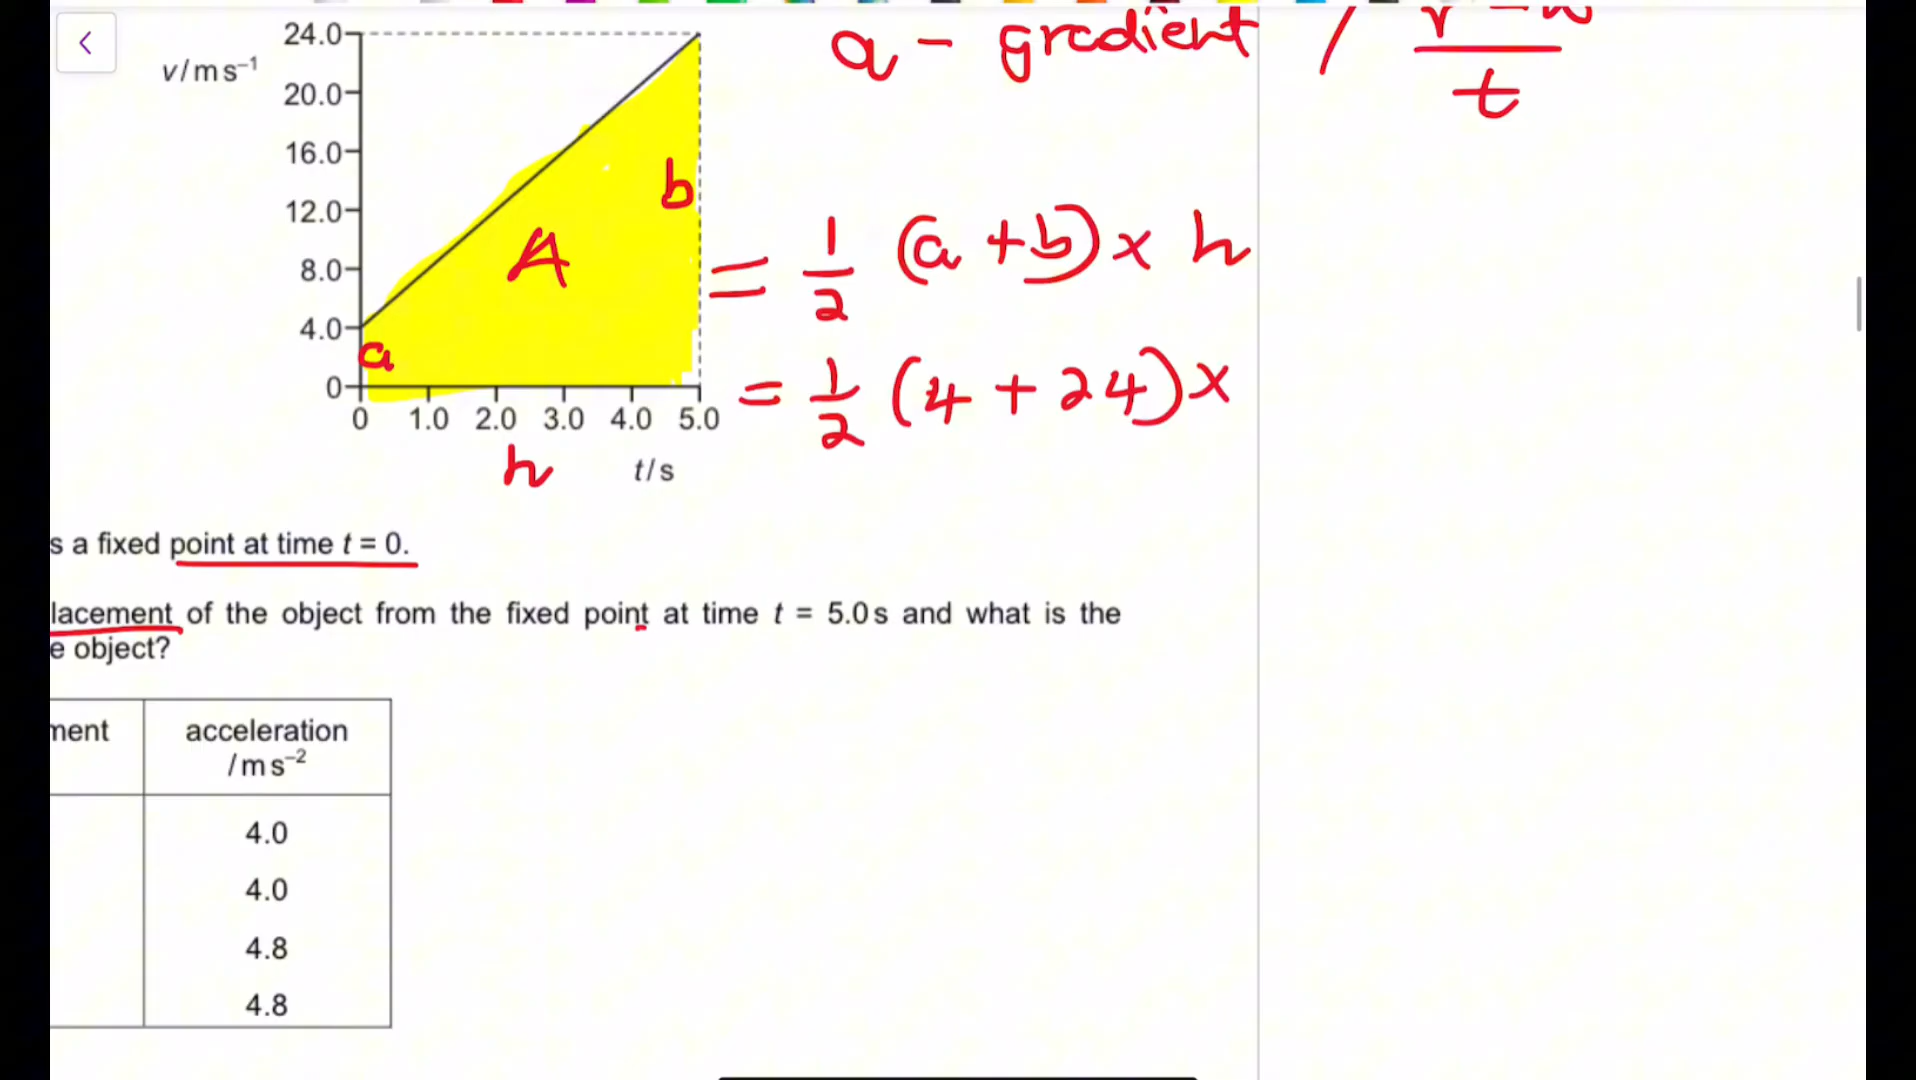 24.0
v/m s⁻¹
20.0
16.0
12.0
8.0
4.0
0
0 1.0 2.0 3.0 4.0 5.0
t/s
a
b
A
h
a - gradient /
t
= 1/2 (a + b) x h
= 1/2 (4 + 24) x
s a fixed point at time t = 0.
lacement of the object from the fixed point at time t = 5.0 s and what is the
e object?
ment
acceleration
/ m s⁻²
4.0
4.0
4.8
4.8